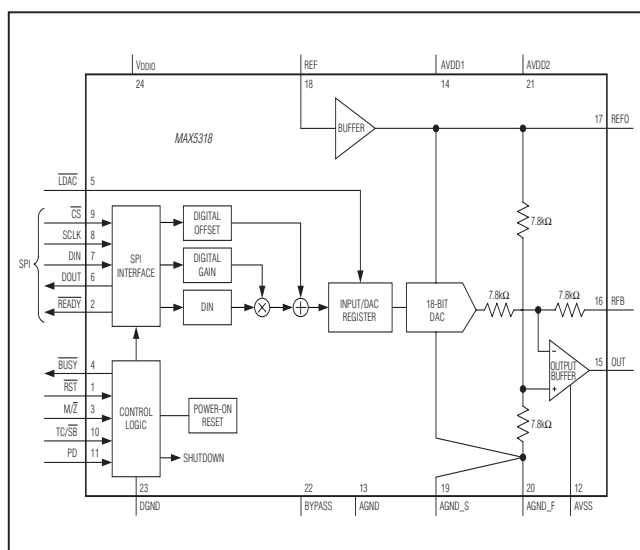 VDDIO
REF
AVDD1
AVDD2
24
18
14
21
17
REFO
MAX5318
BUFFER
LDAC
5
7.8kΩ
SPI
CS
9
SCLK
8
DIN
7
DOUT
6
READY
2
SPI
INTERFACE
DIGITAL
OFFSET
DIGITAL
GAIN
DIN
INPUT/DAC
REGISTER
18-BIT
DAC
7.8kΩ
7.8kΩ
16
RFB
OUTPUT
BUFFER
15
OUT
BUSY
4
RST
1
M/Z
3
TC/SB
10
PD
11
CONTROL
LOGIC
POWER-ON
RESET
SHUTDOWN
7.8kΩ
23
22
13
19
20
12
DGND
BYPASS
AGND
AGND_S
AGND_F
AVSS